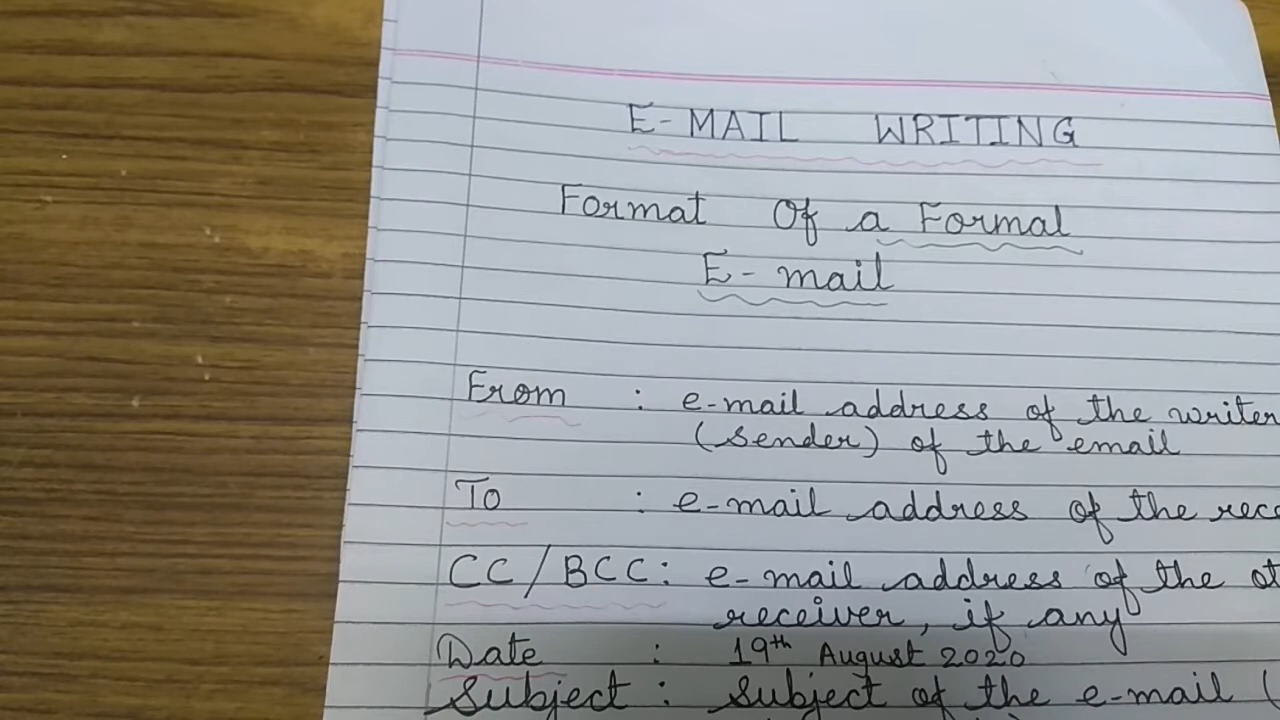 E-MAIL WRITING
Format Of a Formal
E-mail
From : e-mail address of the writer
(sender) of the email
To : e-mail address of the
CC/BCC: e-mail address of the
receiver, if any
Date : 19th August 2020
Subject : Subject of the e-mail (